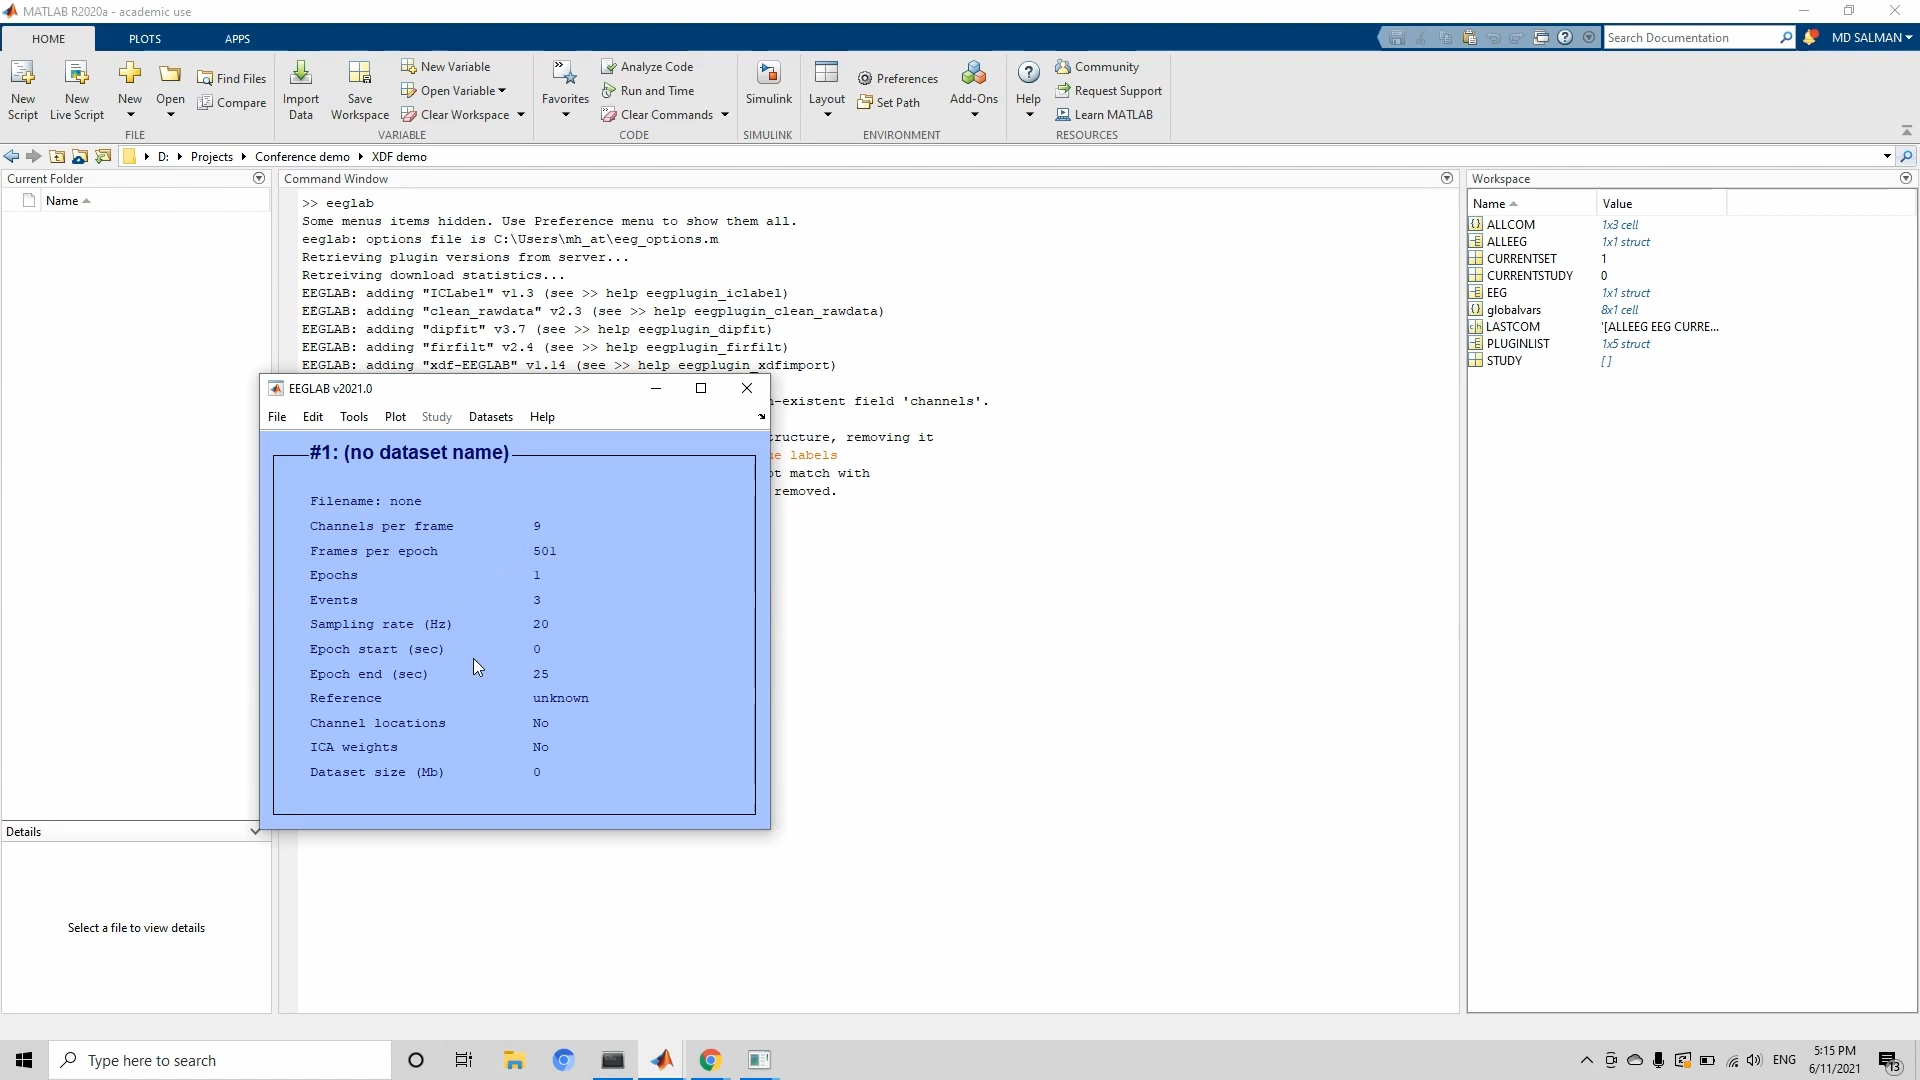 MATLAB R2020a - academic use
HOME PLOTS APPS
Search Documentation MD SALMAN
New Script
New Live Script
New
Open
Find Files
Compare
Import Data
Save Workspace
New Variable
Open Variable
Clear Workspace
Favorites
Analyze Code
Run and Time
Clear Commands
Simulink
Layout
Preferences
Set Path
Add-Ons
Help
Community
Request Support
Learn MATLAB
FILE VARIABLE CODE SIMULINK ENVIRONMENT RESOURCES
D: Projects Conference demo XDF demo
Current Folder
Name
Command Window
>> eeglab
Some menus items hidden. Use Preference menu to show them all.
eeglab: options file is C:\Users\mh_at\eeg_options.m
Retrieving plugin versions from server...
Retreiving download statistics...
EEGLAB: adding "ICLabel" v1.3 (see >> help eegplugin_iclabel)
EEGLAB: adding "clean_rawdata" v2.3 (see >> help eegplugin_clean_rawdata)
EEGLAB: adding "dipfit" v3.7 (see >> help eegplugin_dipfit)
EEGLAB: adding "firfilt" v2.4 (see >> help eegplugin_firfilt)
EEGLAB: adding "xdf-EEGLAB" v1.14 (see >> help eegplugin_xdfimport)
n-existent field 'channels'.
tructure, removing it
ue labels
ot match with
removed.
EEGLAB v2021.0
File Edit Tools Plot Study Datasets Help
#1: (no dataset name)
Filename: none
Channels per frame 9
Frames per epoch 501
Epochs 1
Events 3
Sampling rate (Hz) 20
Epoch start (sec) 0
Epoch end (sec) 25
Reference unknown
Channel locations No
ICA weights No
Dataset size (Mb) 0
Workspace
Name Value
ALLCOM 1x3 cell
ALLEEG 1x1 struct
CURRENTSET 1
CURRENTSTUDY 0
EEG 1x1 struct
globalvars 8x1 cell
LASTCOM '[ALLEEG EEG CURRE...
PLUGINLIST 1x5 struct
STUDY []
Details
Select a file to view details
Type here to search
ENG
5:15 PM
6/11/2021
13